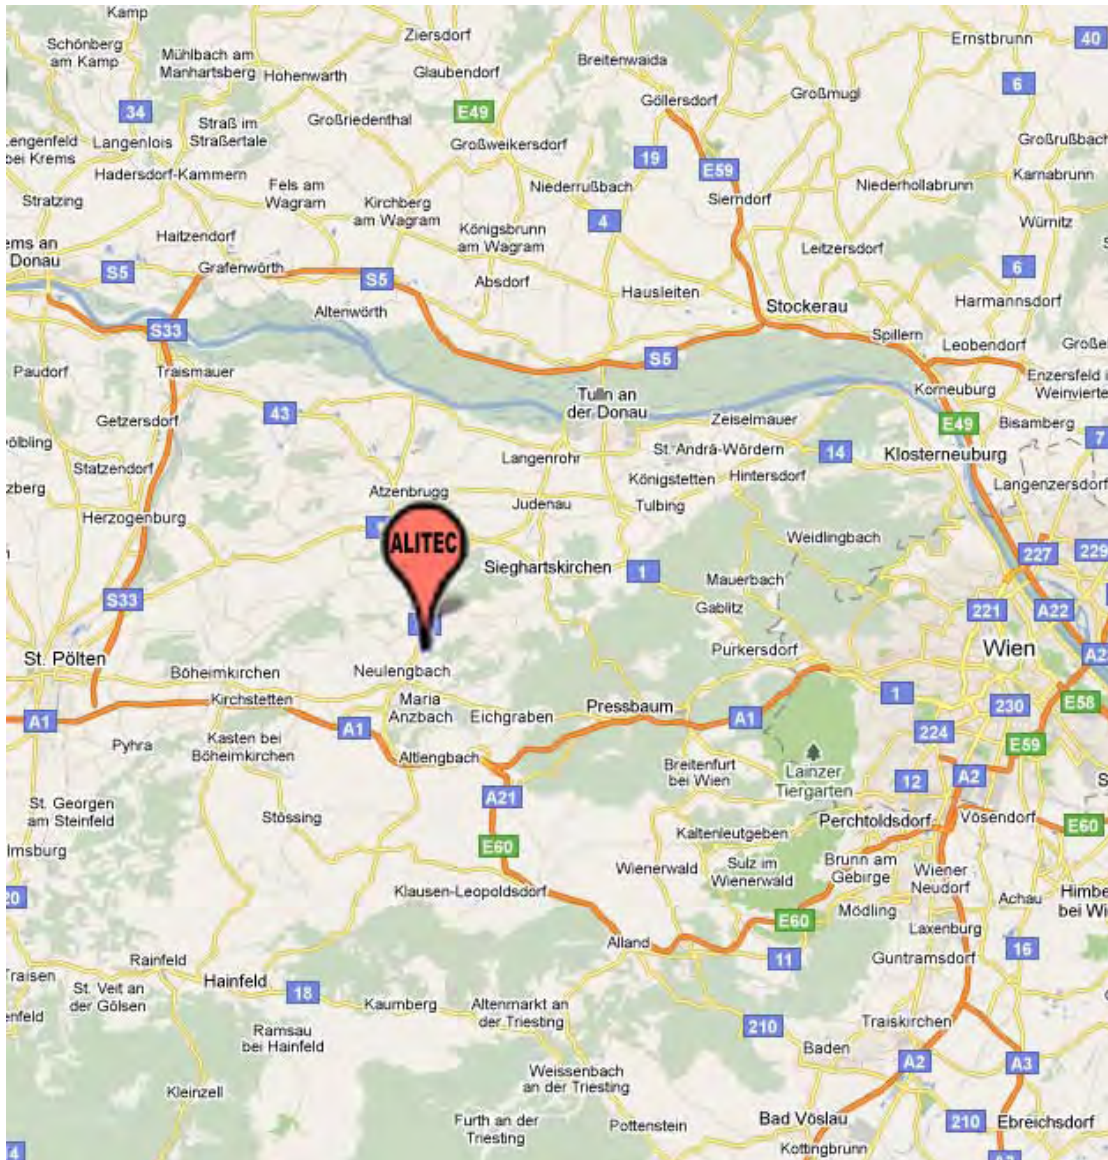 Kamp
Ziersdorf
Ernstbrunn
40
Schönberg
am Kamp
Mühlbach am
Manhartsberg
Hohenwarth
Glaubendorf
Breitenwaida
Großmugl
6
Göllersdorf
34
E49
Straß im
Straßertale
Großriedenthal
Großweikersdorf
19
E59
Großrußbach
Langenlois
bei Krems
Hadersdorf-Kammern
Fels am
Wagram
Niederrußbach
Niederhollabrunn
Karnabrunn
Stratzing
Kirchberg
am Wagram
Sierndorf
4
Würnitz
Haitzendorf
Königsbrunn
am Wagram
Leitzersdorf
Donau
S5
Grafenwörth
S5
Absdorf
6
Hausleiten
Harmannsdorf
Altenwörth
Stockerau
S33
Spillern
Leobendorf
S5
Paudorf
Traismauer
Enzersfeld i
Weinvierte
Tulln an
der Donau
Korneuburg
43
Getzersdorf
Zeiselmauer
E49
Bisamberg
7
St. Andrä-Wördern
14
Klosterneuburg
Statzendorf
Langenrohr
Königstetten
Hintersdorf
Langenzersdorf
Atzenbrugg
Judenau
Tulbing
Herzogenburg
ALITEC
Weidlingbach
227
229
Sieghartskirchen
1
Mauerbach
S33
Gablitz
221
A22
Purkersdorf
Wien
St. Pölten
Böheimkirchen
Neulengbach
Kirchstetten
Maria
Anzbach
Eichgraben
Pressbaum
1
230
E58
A1
A1
A1
224
E59
Pyhra
Kasten bei
Böheimkirchen
Altlengbach
Breitenfurt
bei Wien
Lainzer
Tiergarten
12
A2
A21
St. Georgen
am Steinfeld
Stössing
Perchtoldsdorf
Vösendorf
E60
Kaltenleutgeben
E60
Wienerwald
Sulz im
Wienerwald
Brunn am
Gebirge
Wiener
Neudorf
20
Klausen-Leopoldsdorf
Achau
Mödling
E60
Laxenburg
Alland
16
11
Guntramsdorf
Rainfeld
Hainfeld
St. Veit an
der Gölsen
18
Kaumberg
Altenmarkt an
der Triesting
210
Traiskirchen
Ramsau
bei Hainfeld
Baden
A2
A3
Weissenbach
an der Triesting
Kleinzell
Furth an der
Triesting
Pottenstein
Bad Vöslau
210
Ebreichsdorf
Kottingbrunn